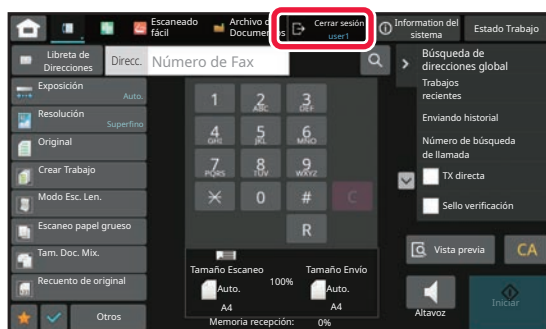 Escaneado
fácil
Archivo d
Documentos
Cerrar sesión
user1
Information del
sistema
Estado Trabajo
Libreta de
Direcciones
Direcc.
Número de Fax
Búsqueda de
direcciones global
Trabajos
recientes
Enviando historial
Número de búsqueda
de llamada
TX directa
Sello verificación
Exposición
Auto.
Resolución
Superfino
Original
Crear Trabajo
Modo Esc. Len.
Escaneo papel grueso
Tam. Doc. Mix.
Recuento de original
Otros
1
2
ABC
3
DEF
4
GHI
5
JKL
6
MNO
7
PQRS
8
TUV
9
WXYZ
0
#
C
R
Tamaño Escaneo
Auto.
A4
100%
Tamaño Envío
Auto.
A4
Memoria recepción: 0%
Vista previa
CA
Altavoz
Iniciar